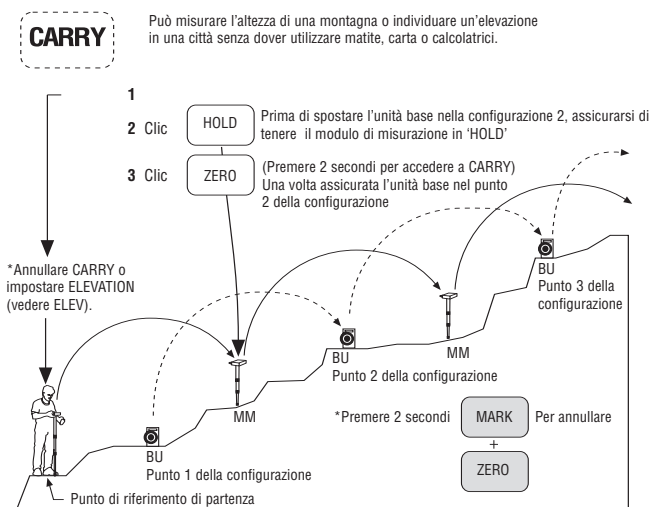 CARRY
Può misurare l'altezza di una montagna o individuare un'elevazione
in una città senza dover utilizzare matite, carta o calcolatrici.
1
2 Clic HOLD
Prima di spostare l'unità base nella configurazione 2, assicurarsi di
tenere il modulo di misurazione in 'HOLD'
3 Clic ZERO
(Premere 2 secondi per accedere a CARRY)
Una volta assicurata l'unità base nel punto
2 della configurazione
*Annullare CARRY o
impostare ELEVATION
(vedere ELEV).
BU
Punto 3 della
configurazione
MM
BU
Punto 2 della configurazione
MM
*Premere 2 secondi MARK Per annullare
+
ZERO
BU
Punto 1 della configurazione
Punto di riferimento di partenza